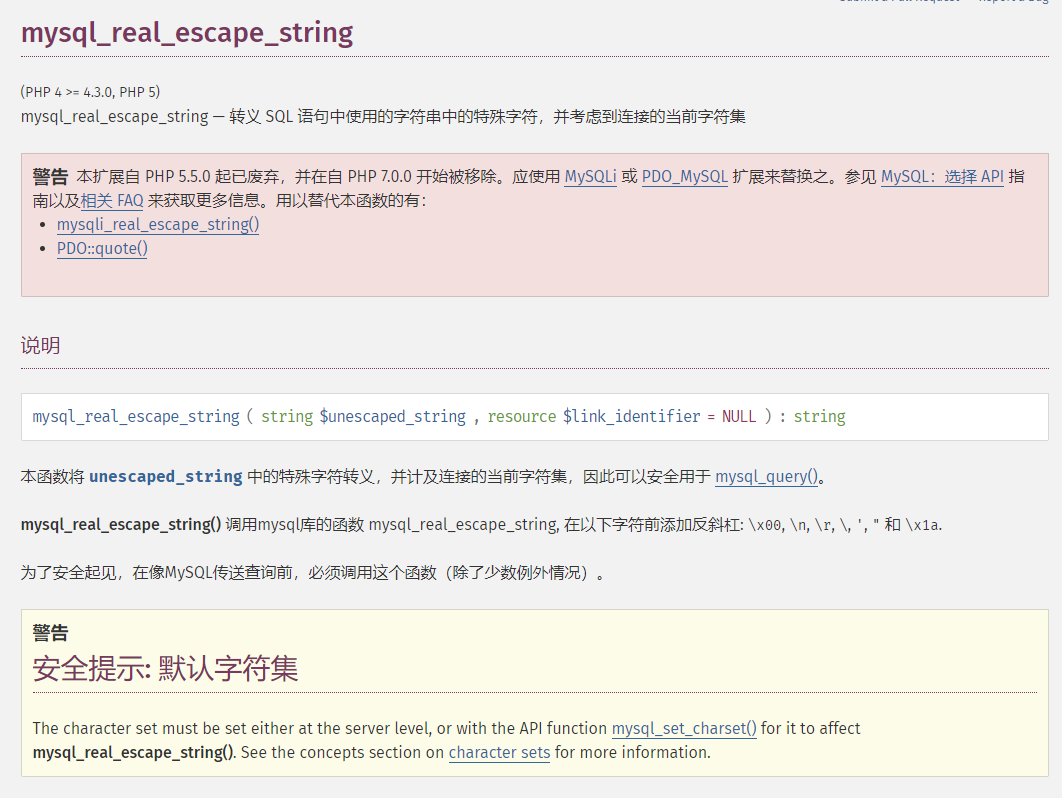 mysql_real_escape_string
(PHP 4 >= 4.3.0, PHP 5)
mysql_real_escape_string — 转义 SQL 语句中使用的字符串中的特殊字符，并考虑到连接的当前字符集
警告 本扩展自 PHP 5.5.0 起已废弃，并在自 PHP 7.0.0 开始被移除。应使用 MySQLi 或 PDO_MySQL 扩展来替换之。参见 MySQL：选择 API 指
南以及相关 FAQ 来获取更多信息。用以替代本函数的有：
• mysqli_real_escape_string()
• PDO::quote()
说明
mysql_real_escape_string ( string $unescaped_string , resource $link_identifier = NULL ) : string
本函数将 unescaped_string 中的特殊字符转义，并计及连接的当前字符集，因此可以安全用于 mysql_query()。
mysql_real_escape_string() 调用mysql库的函数 mysql_real_escape_string, 在以下字符前添加反斜杠: \x00, \n, \r, \, ', " 和 \x1a.
为了安全起见，在像MySQL传送查询前，必须调用这个函数（除了少数例外情况）。
警告
安全提示: 默认字符集
The character set must be set either at the server level, or with the API function mysql_set_charset() for it to affect
mysql_real_escape_string(). See the concepts section on character sets for more information.